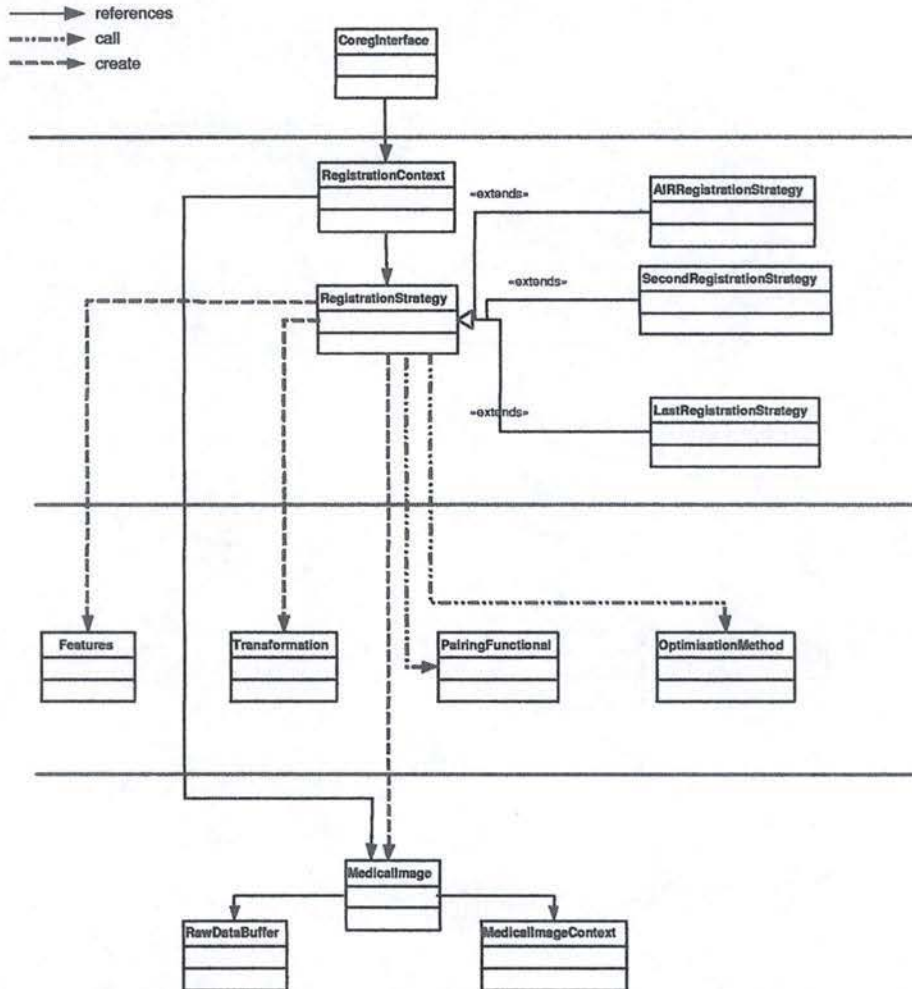 references
call
create
CoregInterface
RegistrationContext
«extends»
AIRRegistrationStrategy
RegistrationStrategy
«extends»
SecondRegistrationStrategy
«extends»
LastRegistrationStrategy
Features
Transformation
PairingFunctional
OptimisationMethod
MedicalImage
RawDataBuffer
MedicalImageContext